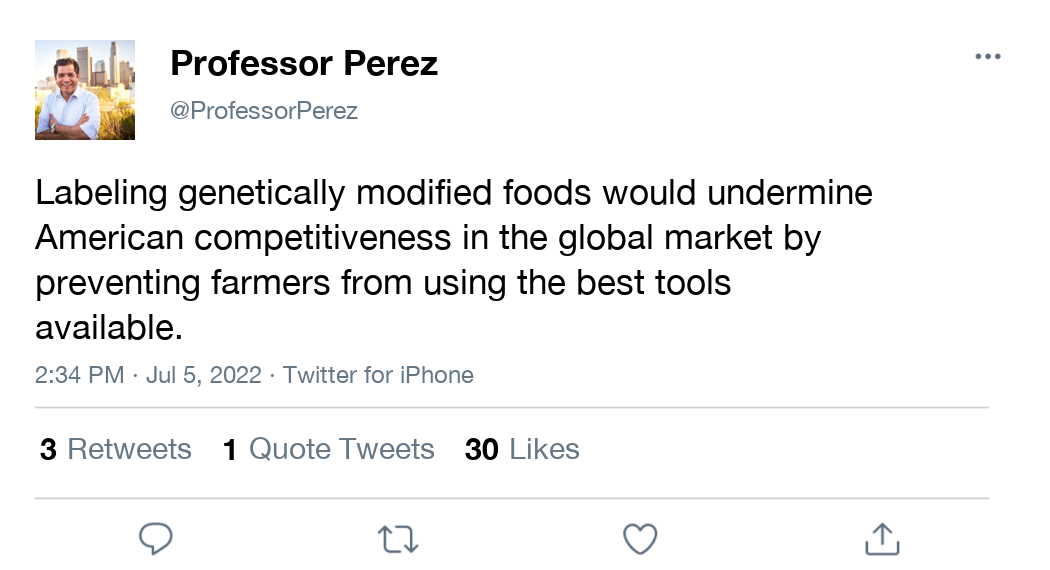 Professor Perez
@ProfessorPerez
Labeling genetically modified foods would undermine
American competitiveness in the global market by
preventing farmers from using the best tools
available.
2:34 PM · Jul 5, 2022 · Twitter for iPhone
3 Retweets 1 Quote Tweets 30 Likes